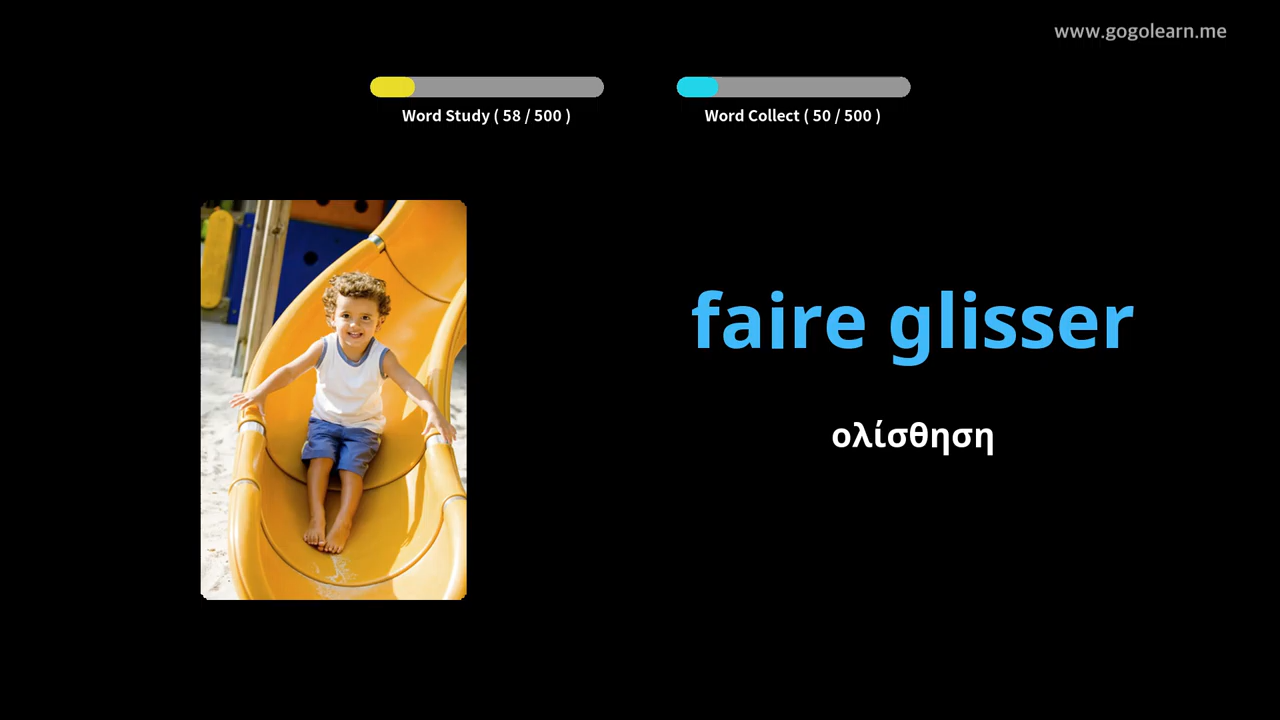 www.gogolearn.me
Word Study ( 58 / 500 )
Word Collect ( 50 / 500 )
faire glisser
ολίσθηση